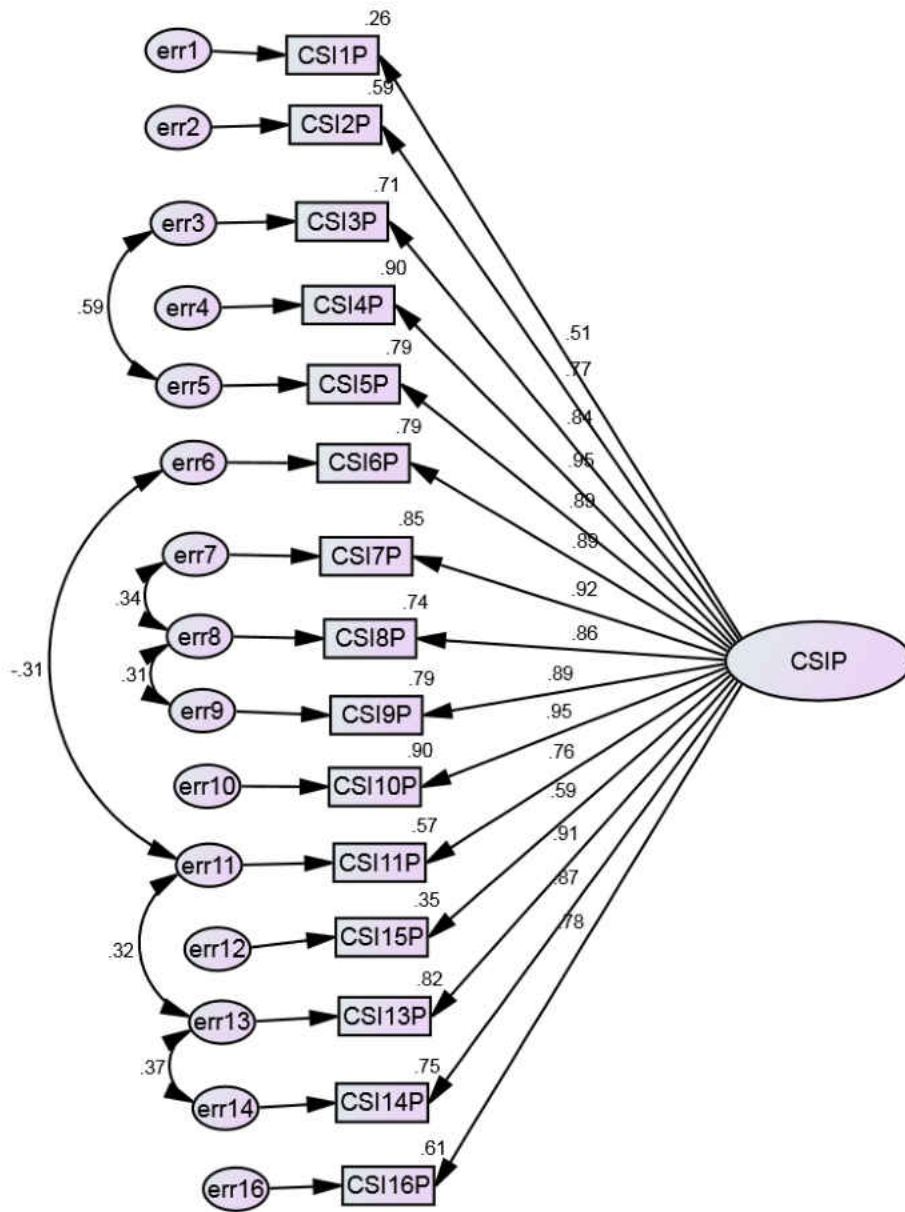 .26
err1 CSI1P
.59
err2 CSI2P
.71
err3 CSI3P
.90
.59 err4 CSI4P
.79
err5 CSI5P
.79
err6 CSI6P
.85
err7 CSI7P
.34
.74
err8 CSI8P
-.31
.31
.79
err9 CSI9P
.90
err10 CSI10P
.57
err11 CSI11P
.35
err12 CSI15P
.32
.82
err13 CSI13P
.37
.75
err14 CSI14P
.61
err16 CSI16P
.51
.77
.84
.95
.89
.89
.92
.86
.89
.95
.76
.59
.91
.87
.78
CSIP